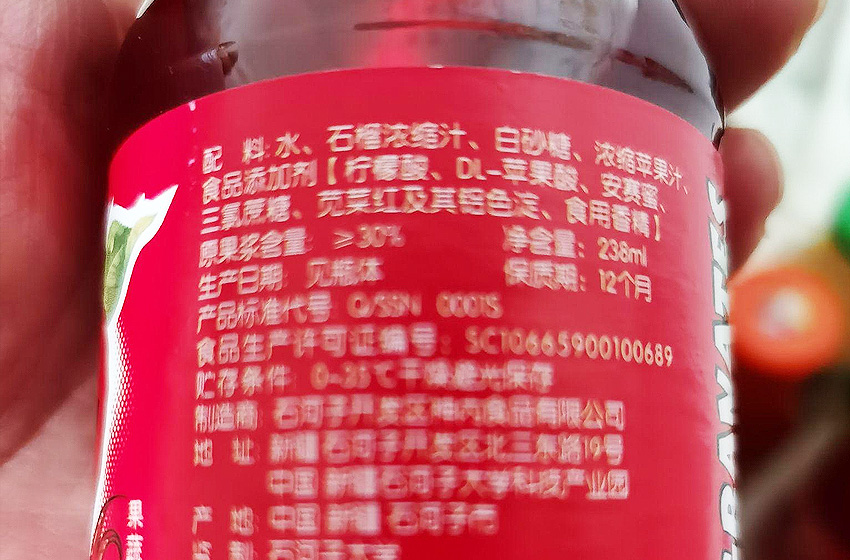 配 料:水、石榴浓缩汁、白砂糖、浓缩苹果汁、
食品添加剂【柠檬酸、DL-苹果酸、安赛蜜、
三氯蔗糖、苋菜红及其铝色淀、食用香精】
原果浆含量: ≥30% 净含量: 238ml
生产日期: 见瓶体 保质期: 12个月
产品标准代号: Q/SSN 0001S
食品生产许可证编号: SC10665900100689
贮存条件: 0-25℃干燥避光保存
制造商: 石河子开发区神内食品有限公司
地 址: 新疆石河子开发区北三东路19号
中国 新疆 石河子大学科技产业园
产 地: 中国 新疆 石河子市
石河子大学
果蔬
GRANATES